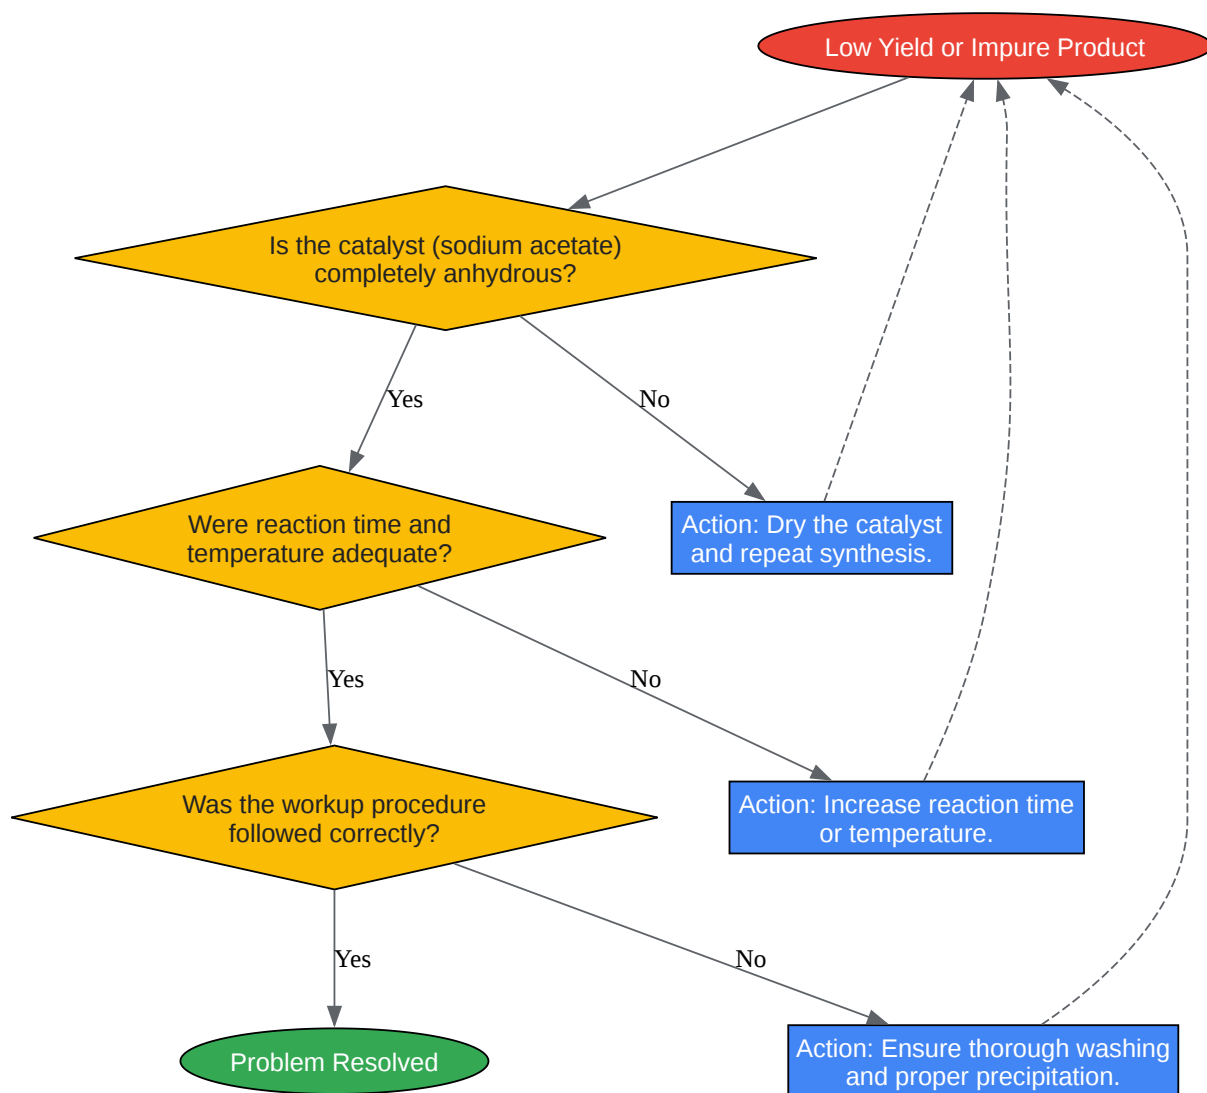 Low Yield or Impure Product
Is the catalyst (sodium acetate)
completely anhydrous?
Yes
No
Were reaction time and
temperature adequate?
Action: Dry the catalyst
and repeat synthesis.
Yes
No
Was the workup procedure
followed correctly?
Action: Increase reaction time
or temperature.
Yes
No
Problem Resolved
Action: Ensure thorough washing
and proper precipitation.